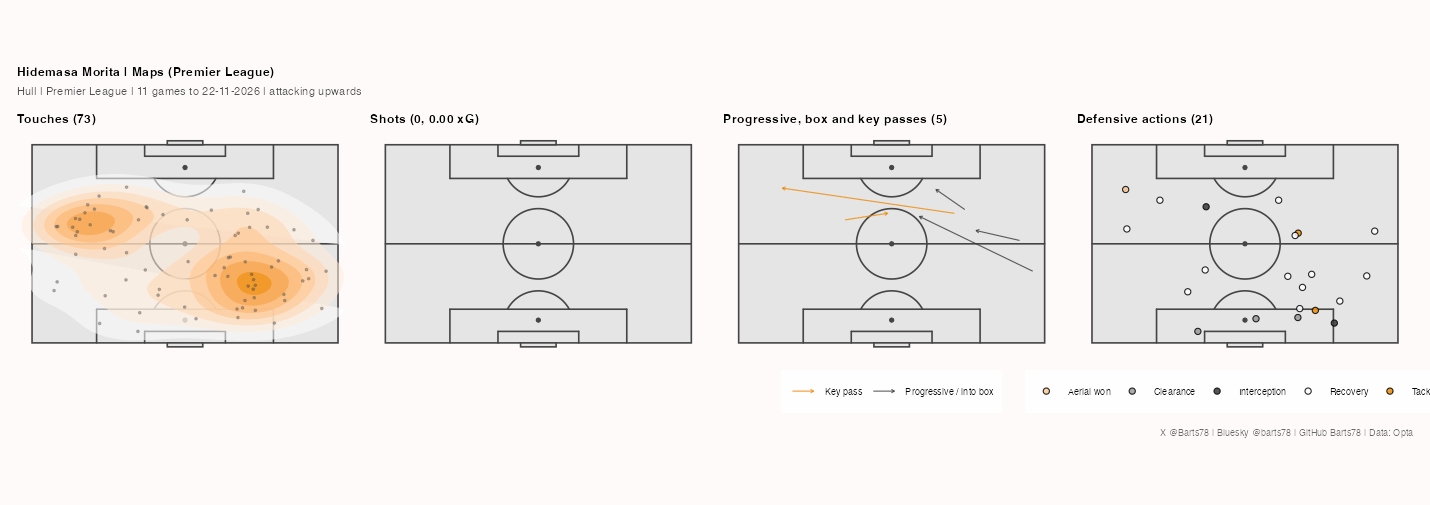 Hidemasa Morita | Maps (Premier League)
Hull | Premier League | 11 games to 22-11-2026 | attacking upwards
Touches (73)
Shots (0, 0.00 xG)
Progressive, box and key passes (5)
Defensive actions (21)
Key pass
Progressive / into box
Aerial won
Clearance
Interception
Recovery
Tack
X @Barts78 | Bluesky @barts78 | GitHub Barts78 | Data: Opta